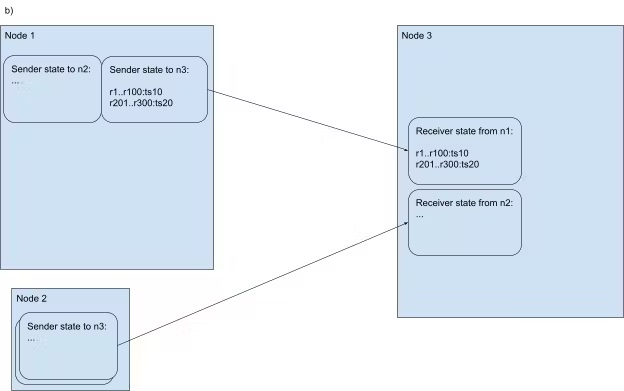 b)
Node 1
Sender state to n2:
...
Sender state to n3:
r1..r100:ts10
r201..r300:ts20
Node 3
Receiver state from n1:
r1..r100:ts10
r201..r300:ts20
Receiver state from n2:
...
Node 2
Sender state to n3:
...